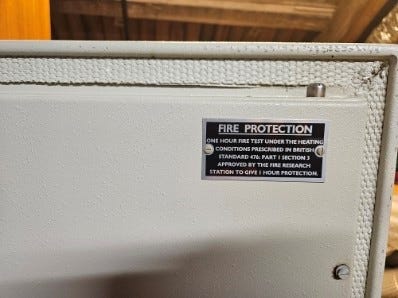 FIRE PROTECTION
ONE HOUR FIRE TEST UNDER THE HEATING
CONDITIONS PRESCRIBED IN BRITISH
STANDARD 476: PART 1 SECTION 3
APPROVED BY THE FIRE RESEARCH
STATION TO GIVE 1 HOUR PROTECTION.